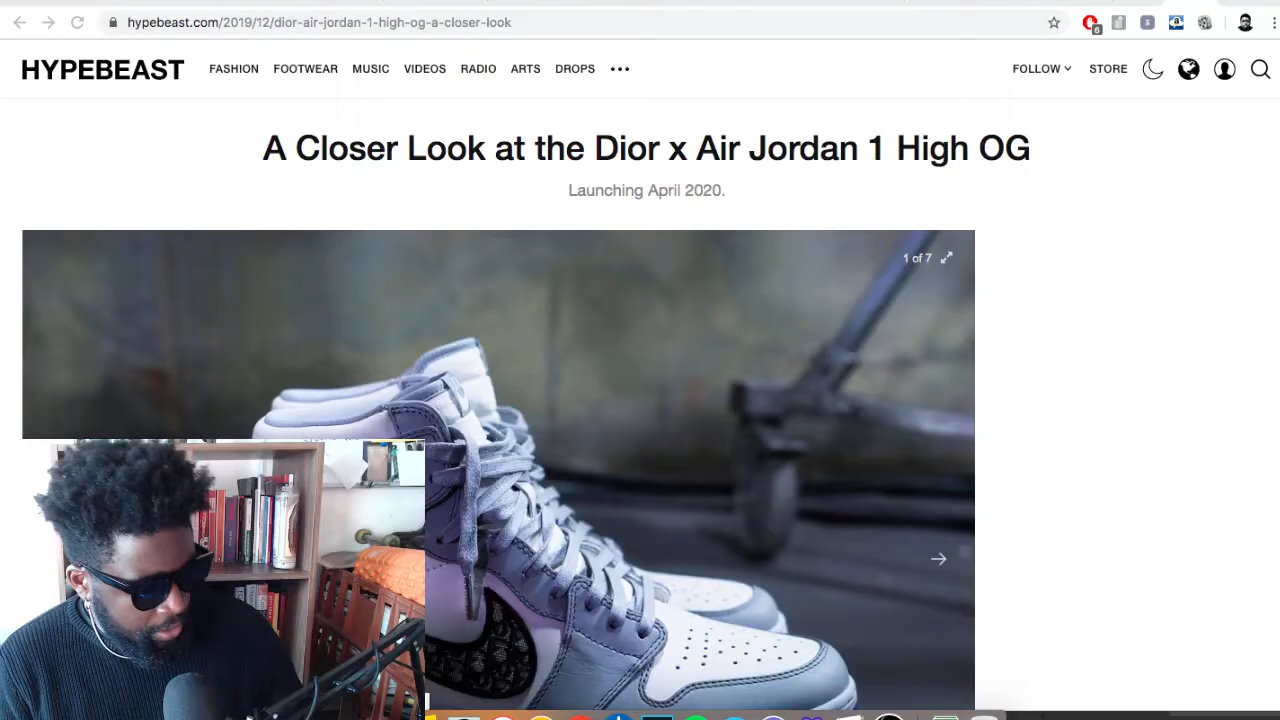 hypebeast.com/2019/12/dior-air-jordan-1-high-og-a-closer-look
6
HYPEBEAST FASHION FOOTWEAR MUSIC VIDEOS RADIO ARTS DROPS ••• FOLLOW STORE
A Closer Look at the Dior x Air Jordan 1 High OG
Launching April 2020.
1 of 7